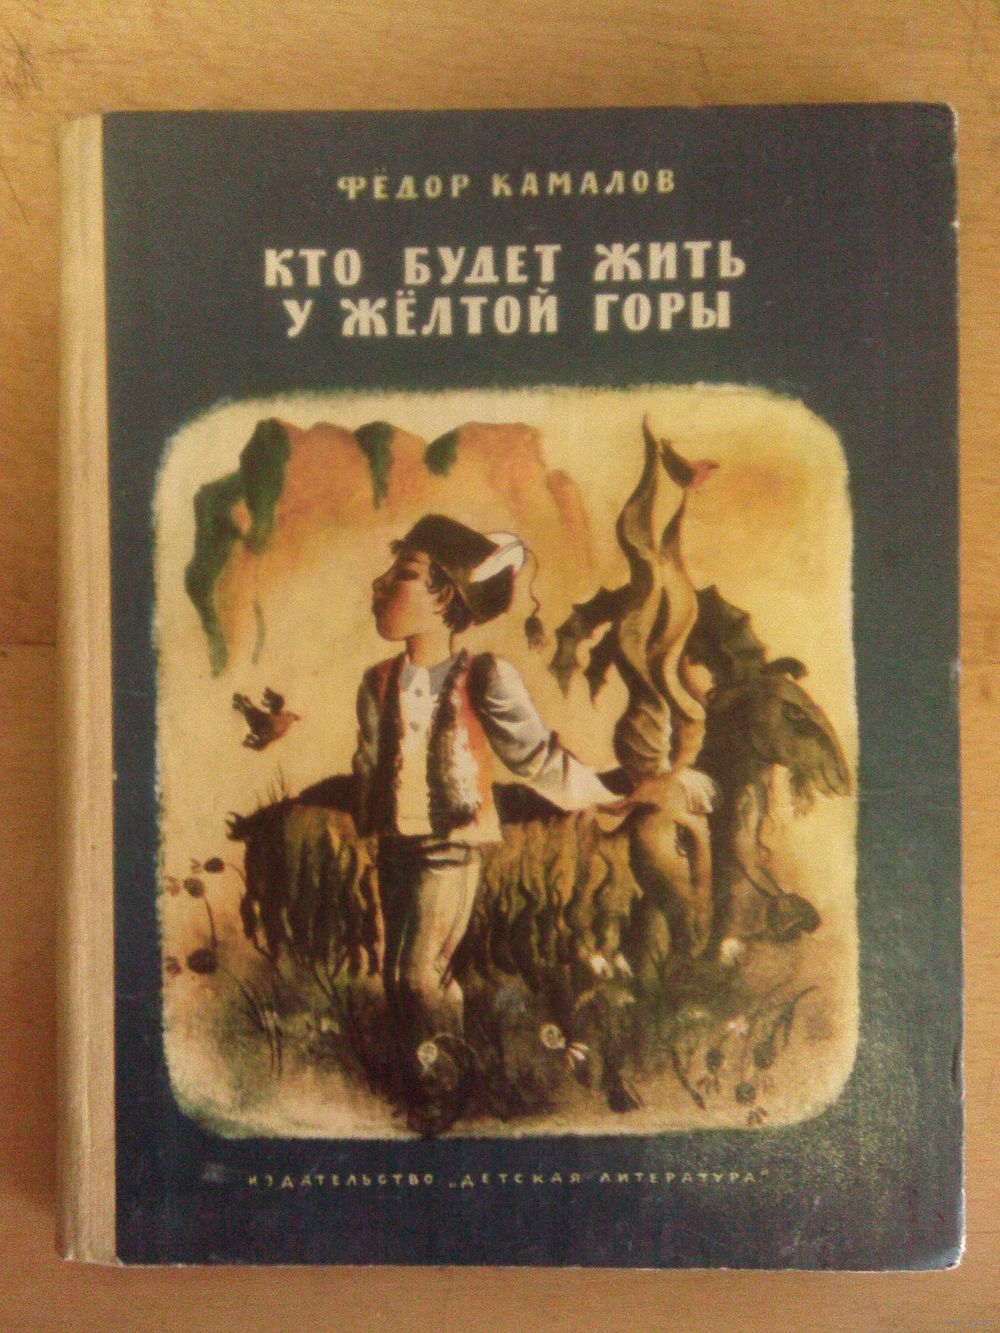 ФЁДОР КАМАЛОВ
КТО БУДЕТ ЖИТЬ
У ЖЁЛТОЙ ГОРЫ
ИЗДАТЕЛЬСТВО „ДЕТСКАЯ ЛИТЕРАТУРА"